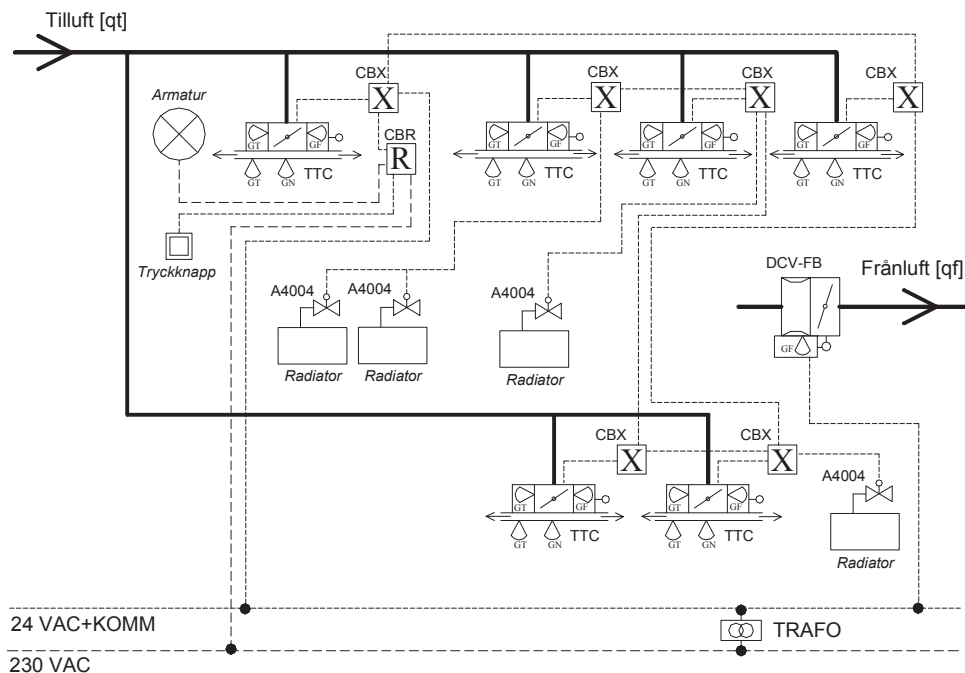 Tilluft [qt]
CBX
CBX
CBX
CBX
X
X
X
X
Armatur
CBR
R
GT
GF
GT
GF
GT
GF
GT
GF
GT
GN
TTC
GT
GN
TTC
GT
GN
TTC
GT
GN
TTC
Tryckknapp
DCV-FB
Frånluft [qf]
GF
A4004
A4004
A4004
Radiator
Radiator
Radiator
CBX
CBX
X
X
A4004
GT
GF
GT
GF
GT
GN
TTC
GT
GN
TTC
Radiator
24 VAC+KOMM
TRAFO
230 VAC